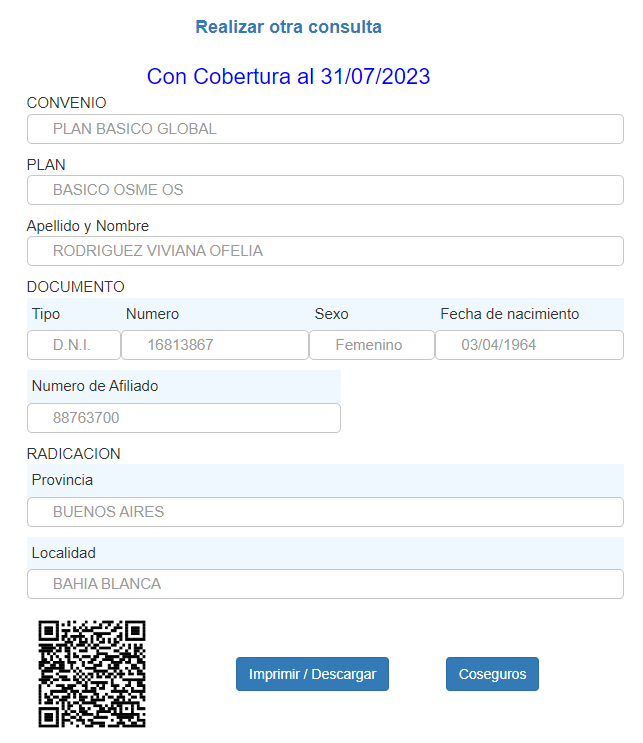 Realizar otra consulta
Con Cobertura al 31/07/2023
CONVENIO
PLAN BASICO GLOBAL
PLAN
BASICO OSME OS
Apellido y Nombre
RODRIGUEZ VIVIANA OFELIA
DOCUMENTO
Tipo Numero Sexo Fecha de nacimiento
D.N.I. 16813867 Femenino 03/04/1964
Numero de Afiliado
88763700
RADICACION
Provincia
BUENOS AIRES
Localidad
BAHIA BLANCA
Imprimir / Descargar Coseguros